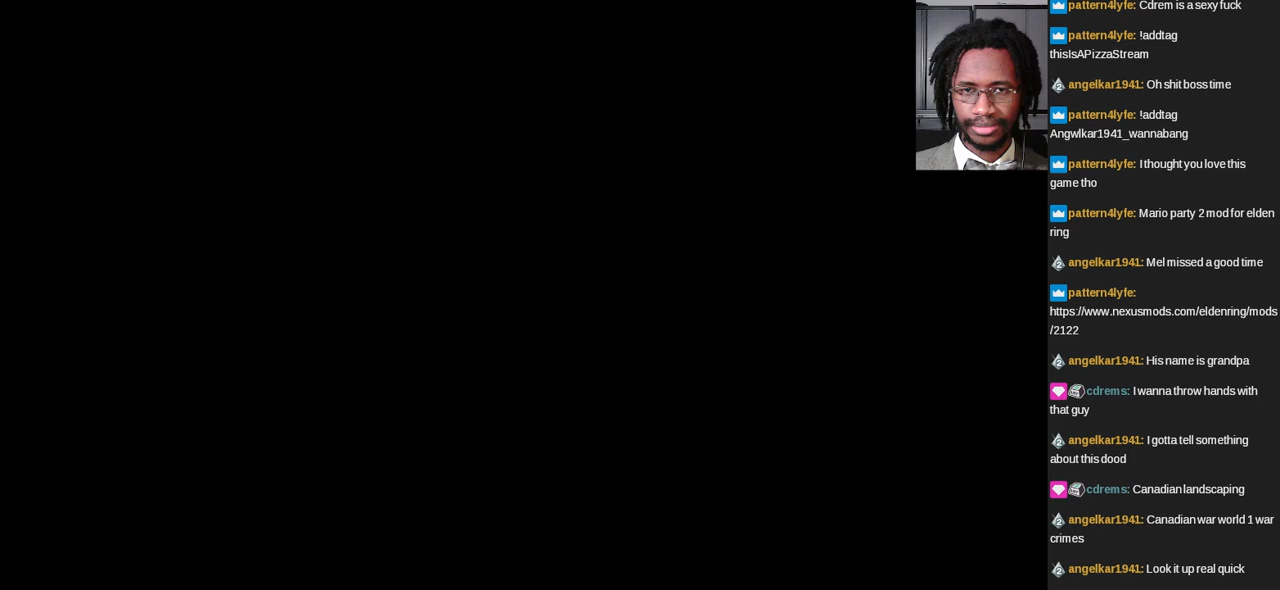 pattern4lyfe: Cdrem is a sexy fuck
pattern4lyfe: !addtag
thisIsAPizzaStream
angelkar1941: Oh shit boss time
pattern4lyfe: !addtag
Angwlkar1941_wannabang
pattern4lyfe: I thought you love this
game tho
pattern4lyfe: Mario party 2 mod for elden
ring
angelkar1941: Mel missed a good time
pattern4lyfe:
https://www.nexusmods.com/eldenring/mods
/2122
angelkar1941: His name is grandpa
cdrems: I wanna throw hands with
that guy
angelkar1941: I gotta tell something
about this dood
cdrems: Canadian landscaping
angelkar1941: Canadian war world 1 war
crimes
angelkar1941: Look it up real quick